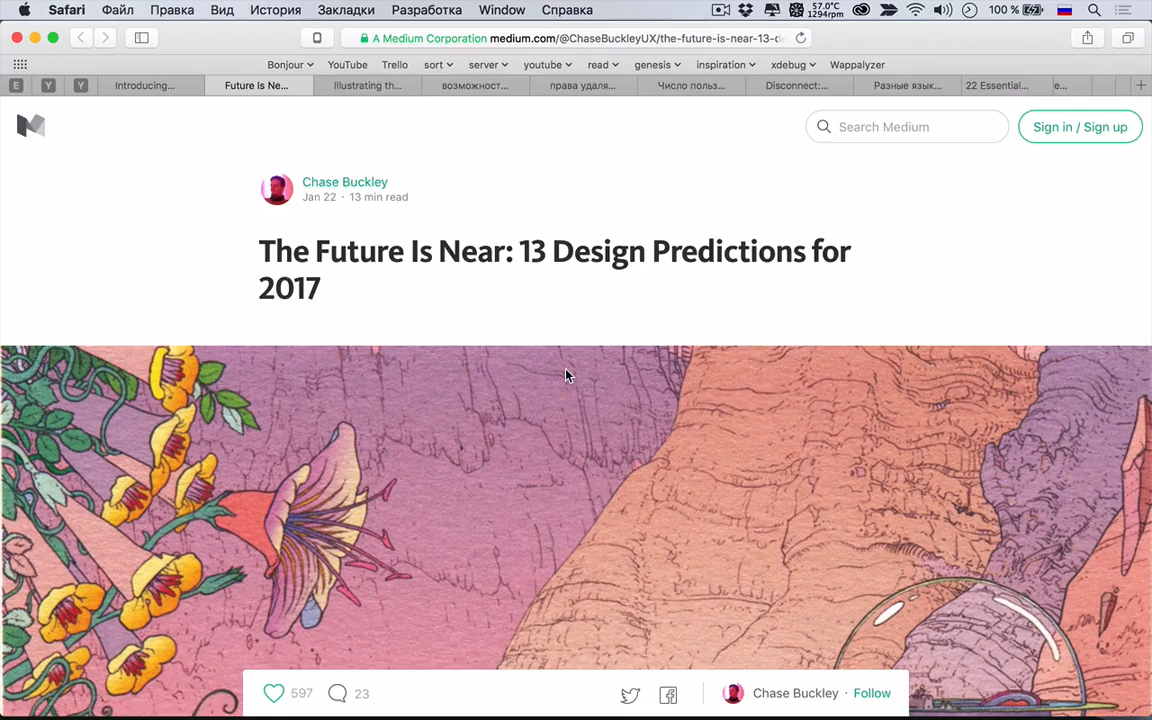 Safari Файл Правка Вид История Закладки Разработка Window Справка 57.0°C 1294rpm 100 %
A Medium Corporation medium.com/@ChaseBuckleyUX/the-future-is-near-13-d
Bonjour YouTube Trello sort server youtube read genesis inspiration xdebug Wappalyzer
E Y Y Introducing... Future Is Ne... Illustrating th... возможност... права удаля... Число польз... Disconnect:... Разные язык... 22 Essential... e...
Search Medium Sign in / Sign up
Chase Buckley
Jan 22 · 13 min read
The Future Is Near: 13 Design Predictions for
2017
597 23 Chase Buckley · Follow